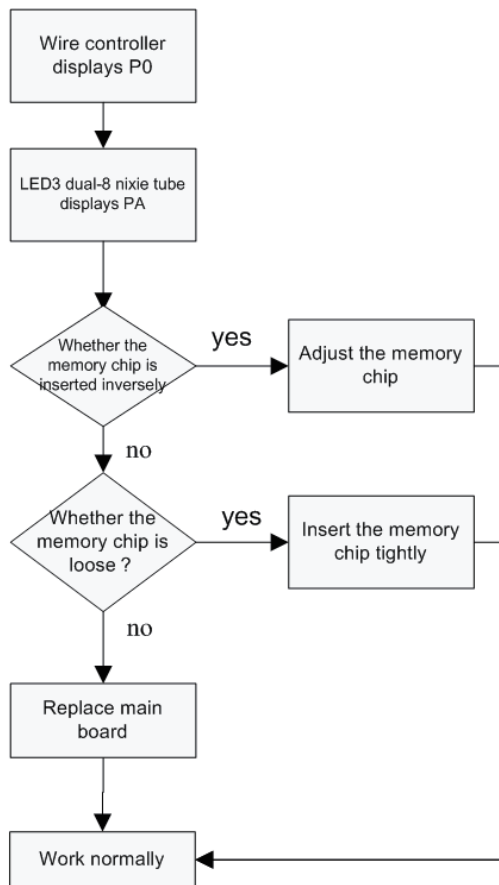 Wire controller
displays P0
LED3 dual-8 nixie tube
displays PA
Whether the
memory chip is
inserted inversely
yes
Adjust the memory
chip
no
Whether the
memory chip is
loose ?
yes
Insert the memory
chip tightly
no
Replace main
board
Work normally